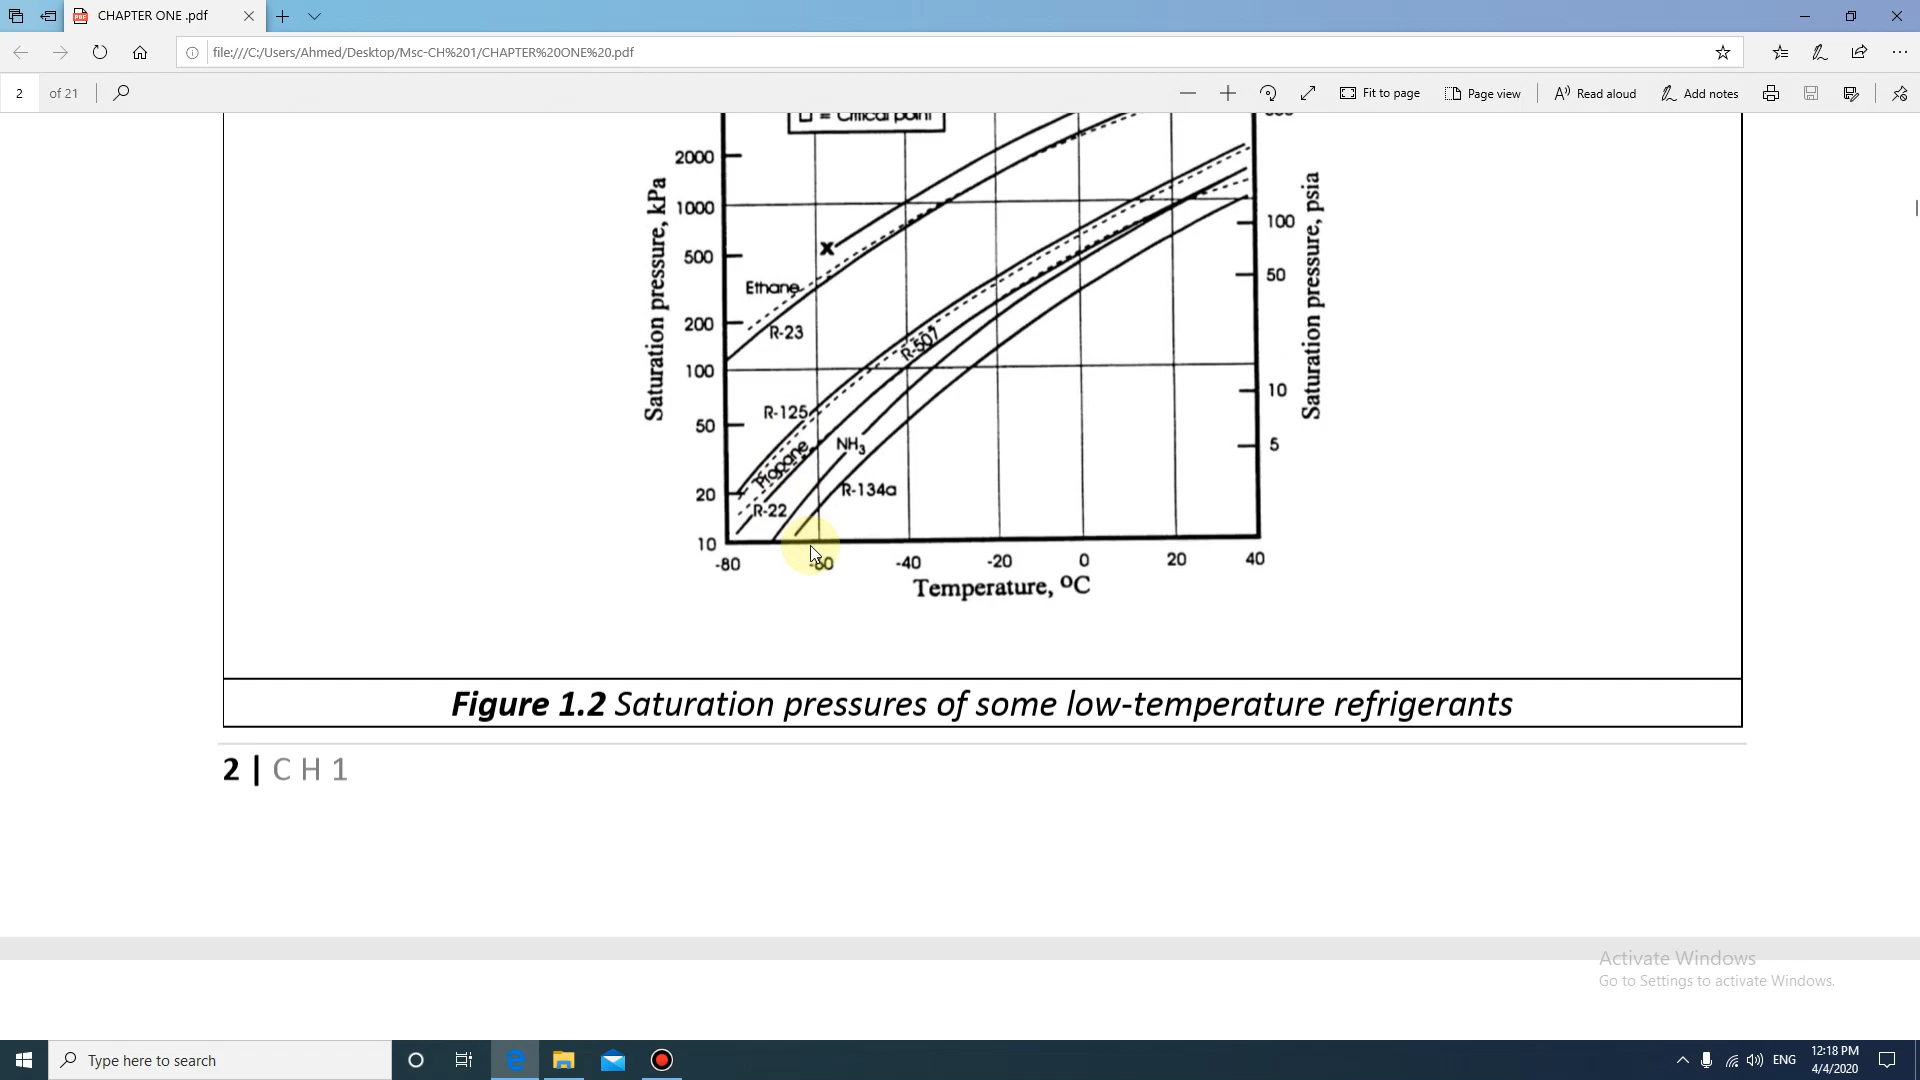 CHAPTER ONE .pdf
file:///C:/Users/Ahmed/Desktop/Msc-CH%201/CHAPTER%20ONE%20.pdf
2 of 21
Fit to page
Page view
Read aloud
Add notes
= Critical point
2000
1000
500
200
100
50
20
10
Saturation pressure, kPa
Ethane
R-23
R-507
R-125
Propane
NH3
R-134a
R-22
100
50
10
5
Saturation pressure, psia
-80 -60 -40 -20 0 20 40
Temperature, °C
Figure 1.2 Saturation pressures of some low-temperature refrigerants
2 | C H 1
Activate Windows
Go to Settings to activate Windows.
Type here to search
ENG
12:18 PM
4/4/2020